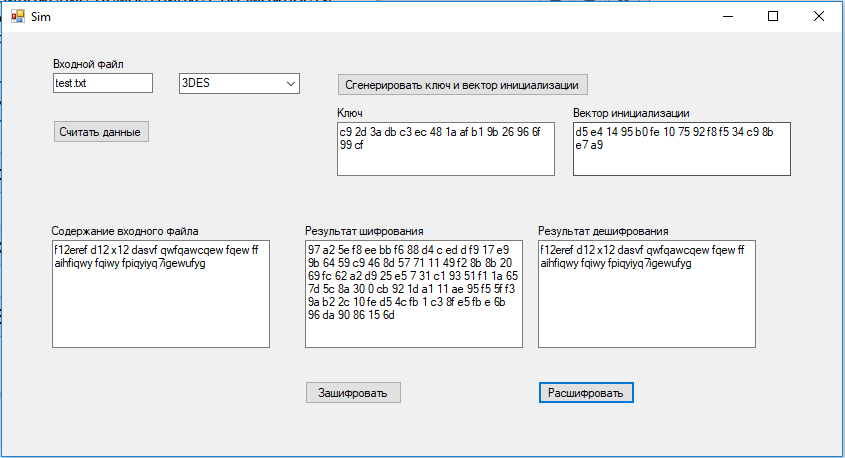 Sim
Входной файл
test.txt
3DES
Сгенерировать ключ и вектор инициализации
Считать данные
Ключ
c9 2d 3a db c3 ec 48 1a af b1 9b 26 96 6f
99 cf
Вектор инициализации
d5 e4 14 95 b0 fe 10 75 92 f8 f5 34 c9 8b
e7 a9
Содержание входного файла
f12eref d12 x12 dasvf qwfqawcqew fqew ff
aihfiqwy fqiwy fpiqyiyq7igewufyg
Результат шифрования
97 a2 5e f8 ee bb f6 88 d4 c ed d f9 17 e9
9b 64 59 c9 46 8d 57 71 11 49 f2 8b 8b 20
69 fc 62 a2 d9 25 e5 7 31 c1 93 51 f1 1a 65
7d 5c 8a 30 0 cb 92 1d a1 11 ae 95 f5 5f f3
9a b2 2c 10 fe d5 4c fb 1 c3 8f e5 fb e 6b
96 da 90 86 15 6d
Результат дешифрования
f12eref d12 x12 dasvf qwfqawcqew fqew ff
aihfiqwy fqiwy fpiqyiyq7igewufyg
Зашифровать
Расшифровать